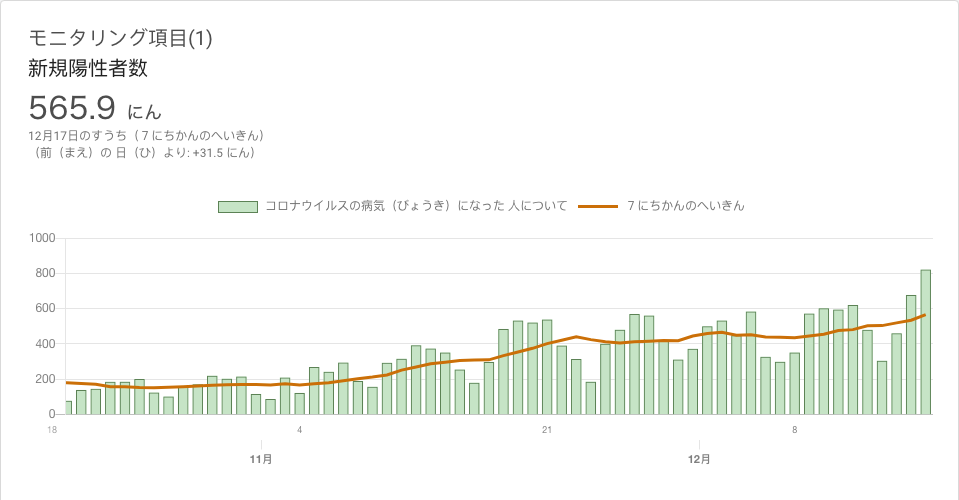 モニタリング項目(1)
新規陽性者数
565.9 にん
12月17日のすうち（７にちかんのへいきん）
（前（まえ）の 日（ひ）より: +31.5 にん）
コロナウイルスの病気（びょうき）になった 人について
７にちかんのへいきん
1000
800
600
400
200
0
18
4
21
8
11月
12月